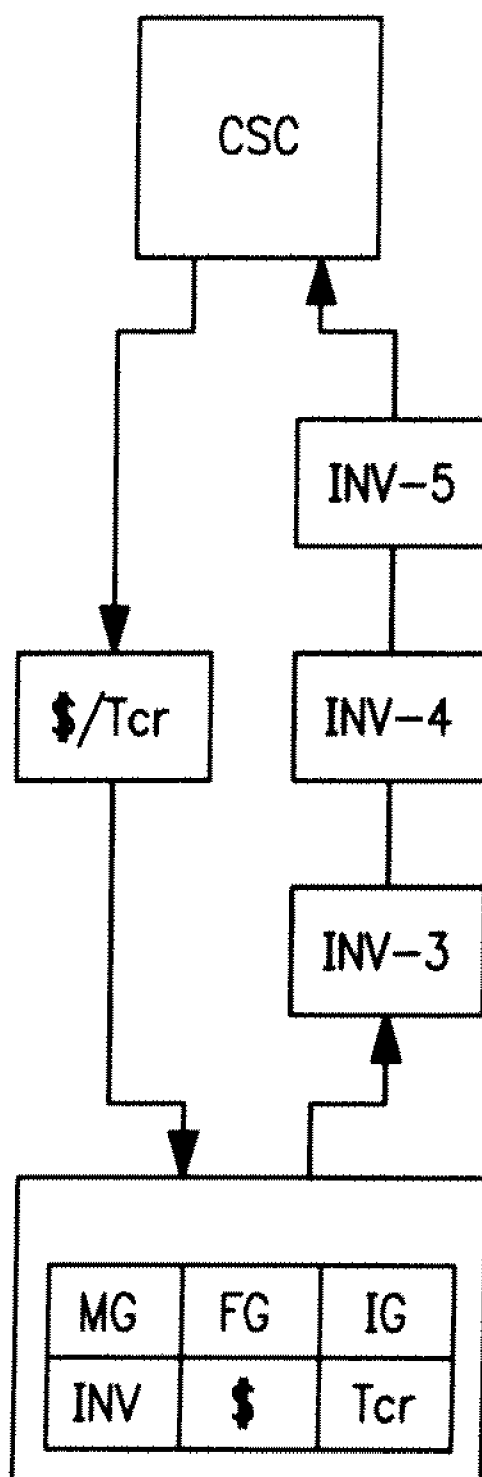 CSC
INV-5
$/Tcr
INV-4
INV-3
MG FG IG
INV $ Tcr